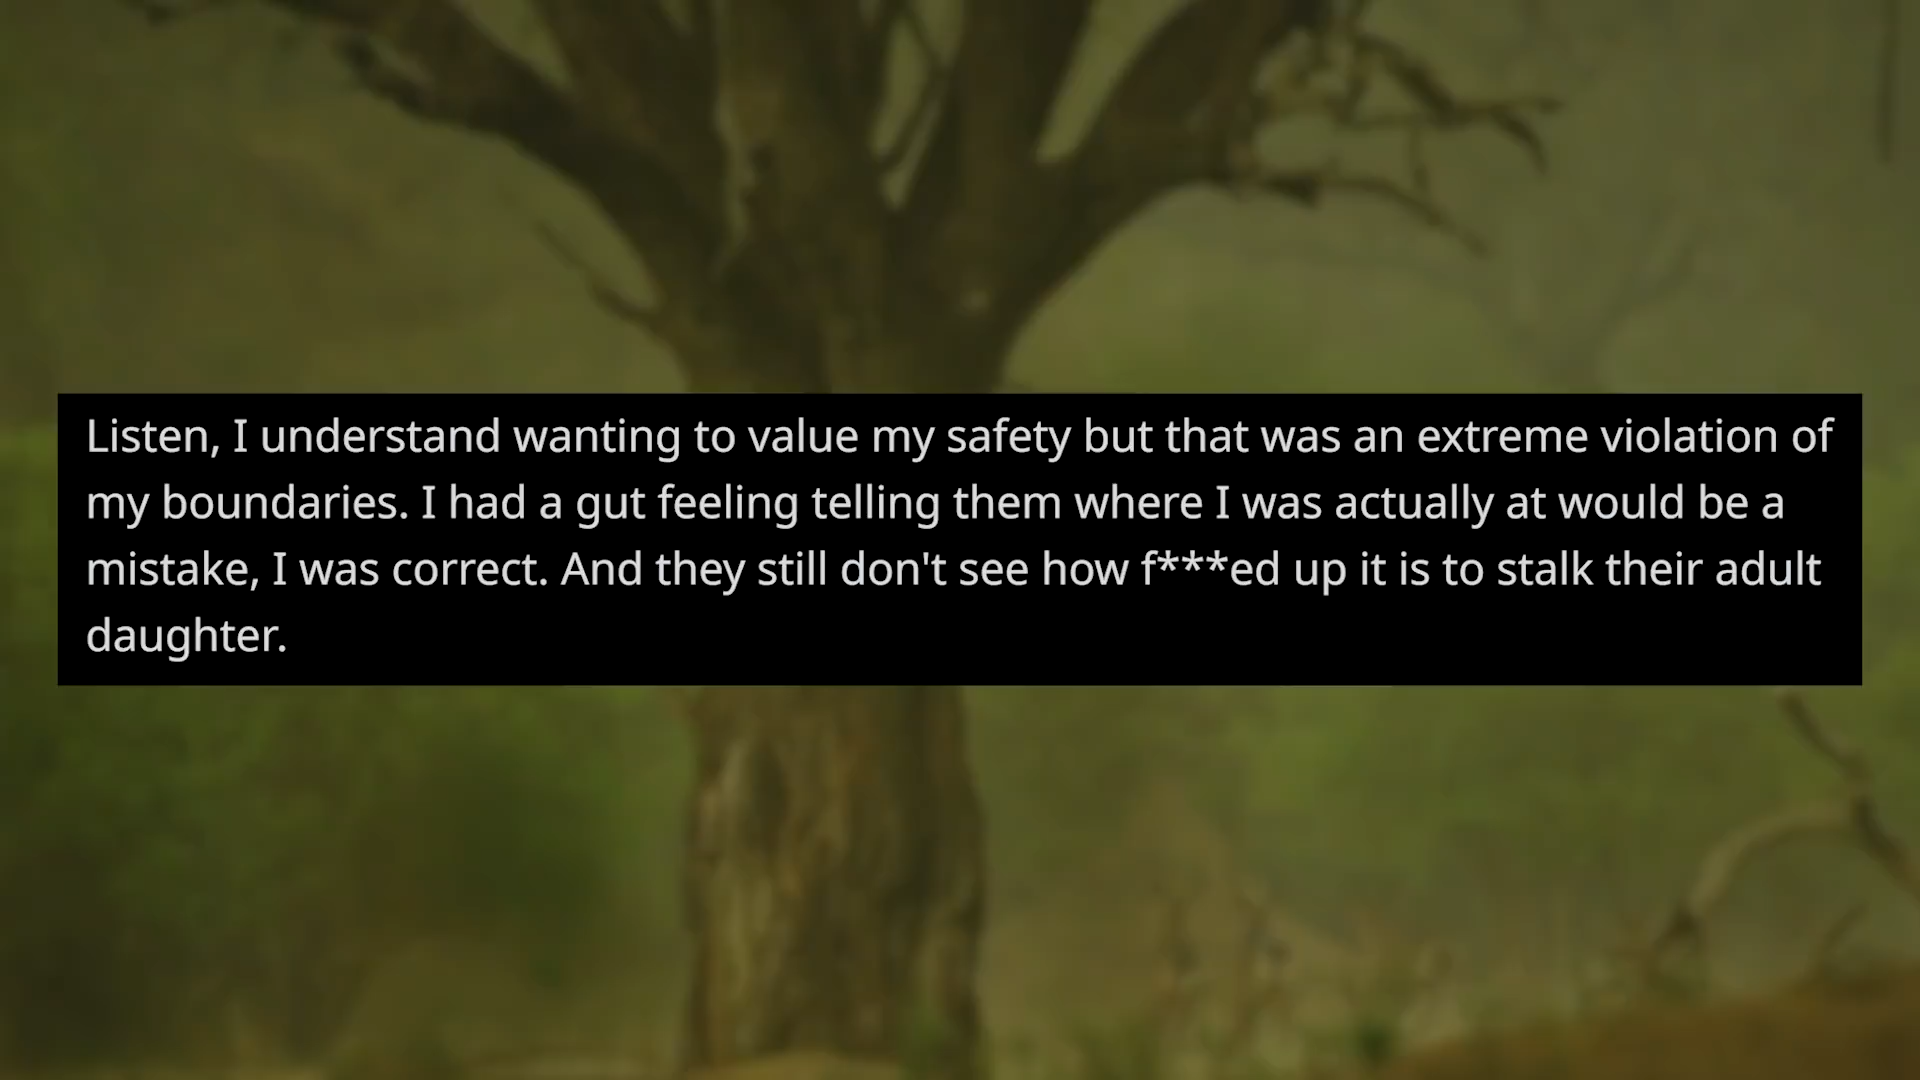 Listen, I understand wanting to value my safety but that was an extreme violation of
my boundaries. I had a gut feeling telling them where I was actually at would be a
mistake, I was correct. And they still don't see how f***ed up it is to stalk their adult
daughter.